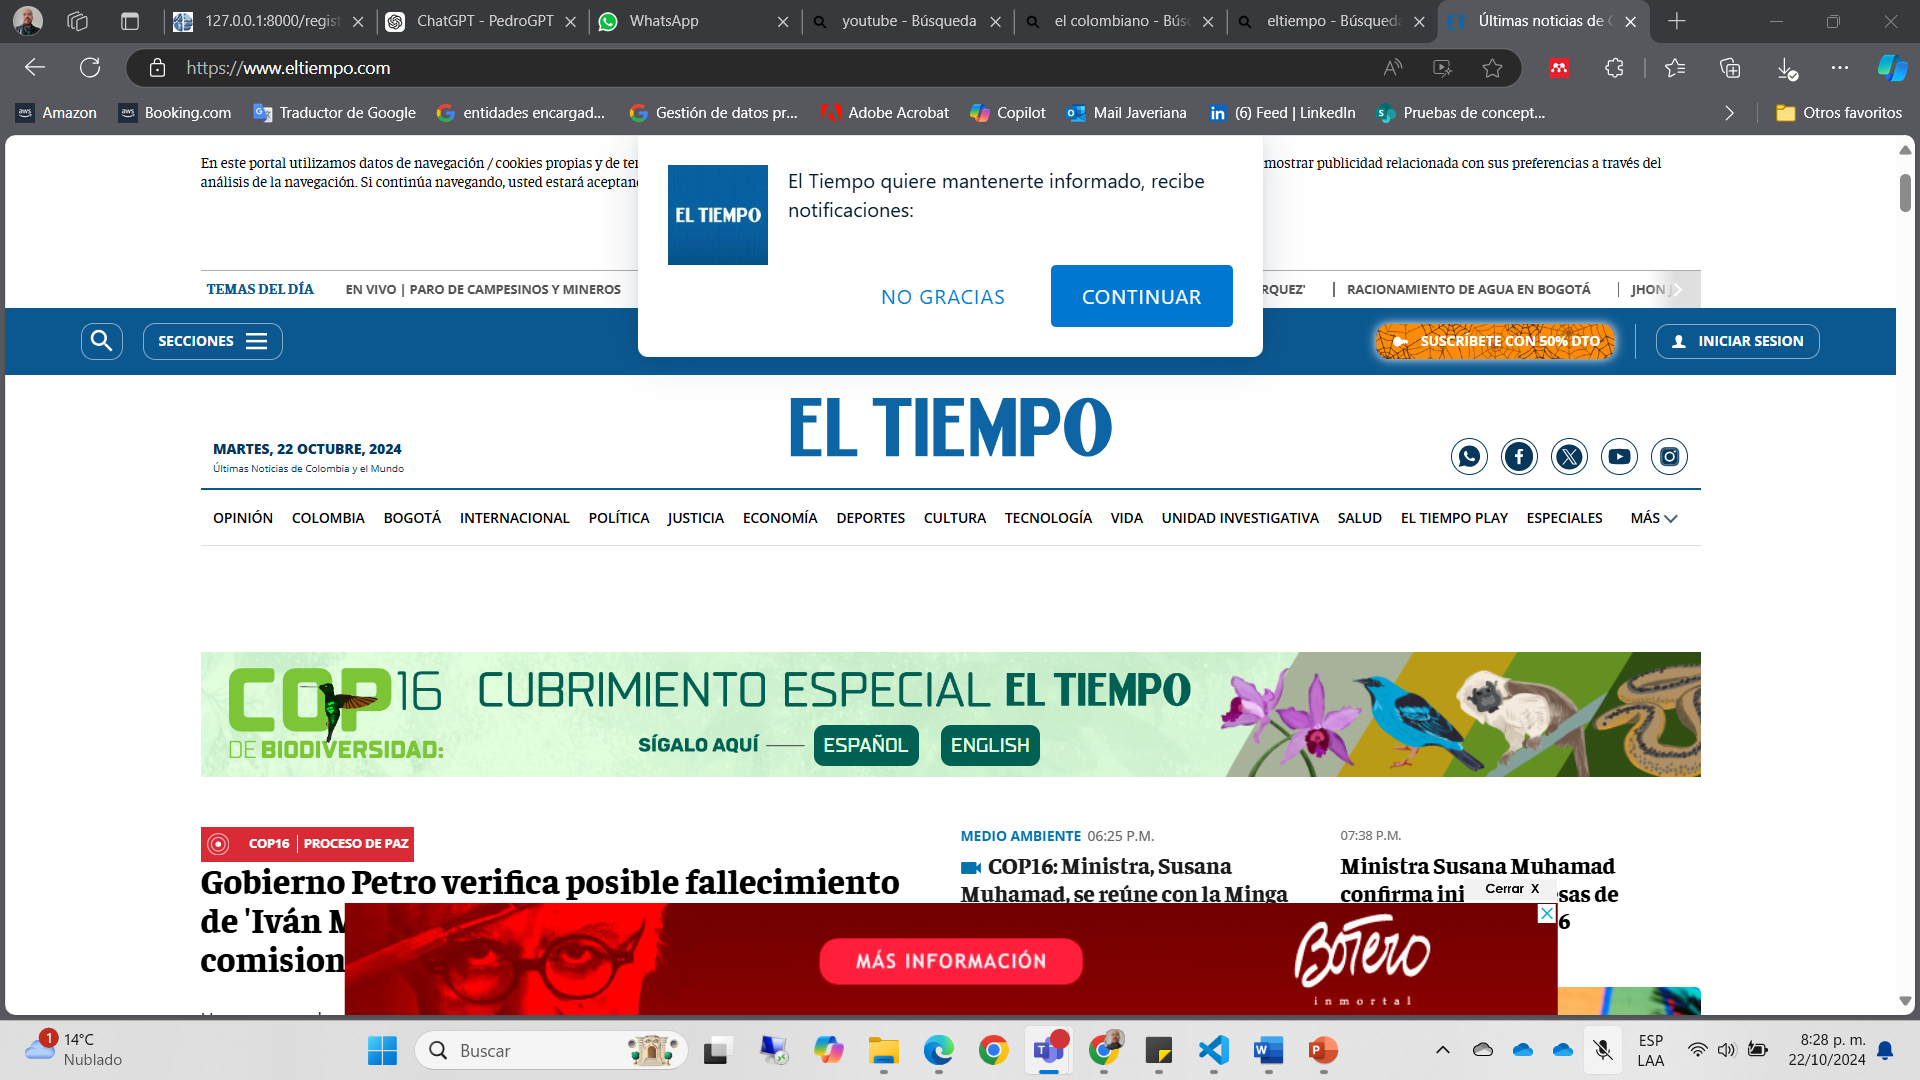 127.0.0.1:8000/regist
ChatGPT - PedroGPT
WhatsApp
youtube - Búsqueda
el colombiano - Búsq
eltiempo - Búsqueda
Últimas noticias de C
https://www.eltiempo.com
Amazon
Booking.com
Traductor de Google
entidades encargad...
Gestión de datos pr...
Adobe Acrobat
Copilot
Mail Javeriana
(6) Feed | LinkedIn
Pruebas de concept...
Otros favoritos
En este portal utilizamos datos de navegación / cookies propias y de ter
mostrar publicidad relacionada con sus preferencias a través del
análisis de la navegación. Si continúa navegando, usted estará aceptand
EL TIEMPO
El Tiempo quiere mantenerte informado, recibe
notificaciones:
NO GRACIAS
CONTINUAR
TEMAS DEL DÍA
EN VIVO | PARO DE CAMPESINOS Y MINEROS
RQUEZ'
RACIONAMIENTO DE AGUA EN BOGOTÁ
JHON J
SECCIONES
SUSCRÍBETE CON 50% DTO
INICIAR SESION
EL TIEMPO
MARTES, 22 OCTUBRE, 2024
Últimas Noticias de Colombia y el Mundo
OPINIÓN COLOMBIA BOGOTÁ INTERNACIONAL POLÍTICA JUSTICIA ECONOMÍA DEPORTES CULTURA TECNOLOGÍA VIDA UNIDAD INVESTIGATIVA SALUD EL TIEMPO PLAY ESPECIALES MÁS
COP16 CUBRIMIENTO ESPECIAL EL TIEMPO
DE BIODIVERSIDAD:
SÍGALO AQUÍ
ESPAÑOL
ENGLISH
COP16 | PROCESO DE PAZ
Gobierno Petro verifica posible fallecimiento
de 'Iván M
comision
MEDIO AMBIENTE 06:25 P.M.
COP16: Ministra, Susana
Muhamad, se reúne con la Minga
07:38 P.M.
Ministra Susana Muhamad
confirma ini
sas de
6
Cerrar X
MÁS INFORMACIÓN
Botero
inmortal
1
14°C
Nublado
Buscar
ESP
LAA
8:28 p. m.
22/10/2024